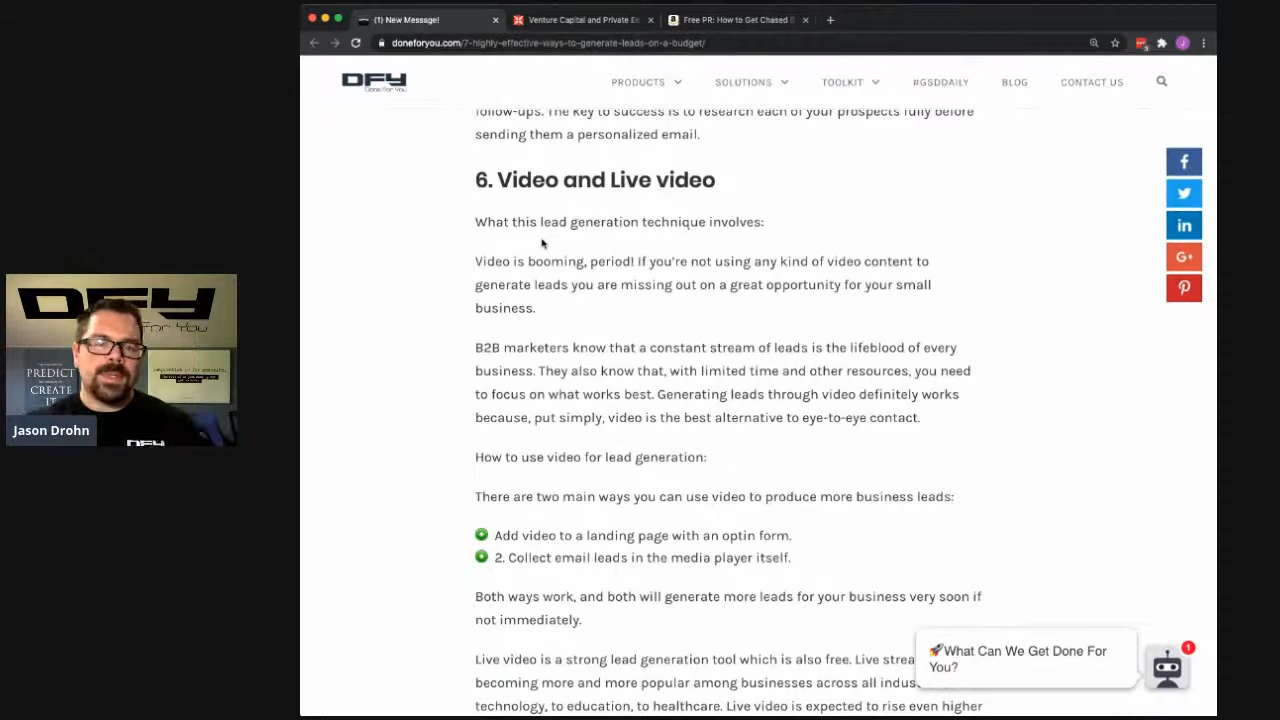 (1) New Message!
Venture Capital and Private Eq
Free PR: How to Get Chased B
doneforyou.com/7-highly-effective-ways-to-generate-leads-on-a-budget/
DFY
Done For You
PRODUCTS
SOLUTIONS
TOOLKIT
#GSDDAILY
BLOG
CONTACT US
follow-ups. The key to success is to research each of your prospects fully before
sending them a personalized email.
6. Video and Live video
What this lead generation technique involves:
Video is booming, period! If you're not using any kind of video content to
generate leads you are missing out on a great opportunity for your small
business.
B2B marketers know that a constant stream of leads is the lifeblood of every
business. They also know that, with limited time and other resources, you need
to focus on what works best. Generating leads through video definitely works
because, put simply, video is the best alternative to eye-to-eye contact.
How to use video for lead generation:
There are two main ways you can use video to produce more business leads:
Add video to a landing page with an optin form.
2. Collect email leads in the media player itself.
Both ways work, and both will generate more leads for your business very soon if
not immediately.
Live video is a strong lead generation tool which is also free. Live strea
becoming more and more popular among businesses across all indus
technology, to education, to healthcare. Live video is expected to rise even higher
🚀What Can We Get Done For
You?
1
DFY
For You
PREDICT
CREATE
IT
DFY
Jason Drohn